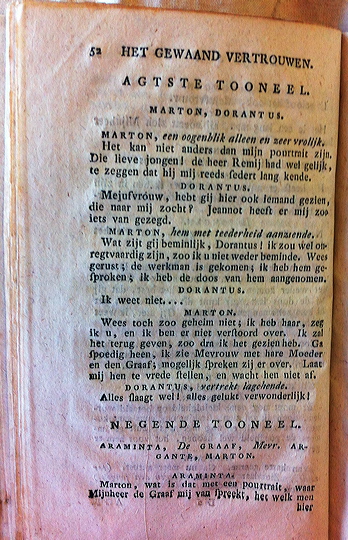 52 HET GEWAAND VERTROUWEN.
AGTSTE TOONEEL.
MARTON, DORANTUS.
MARTON, een oogenblik alleen en zeer vrolijk.
Het kan niet anders dan mijn pourtrait zijn.
Die lieve jongen! de heer Remij had wel gelijk,
te zeggen dat hij mij reeds sedert lang kende.
DORANTUS.
Mejufvrouw, hebt gij hier ook iemand gezien,
die naar mij zocht? Jeannot heeft er mij zoo
iets van gezegd.
MARTON, hem met teederheid aanziende.
Wat zijt gij beminlijk, Dorantus! ik zou wel on-
regtvaardig zijn, zoo ik u niet weder beminde. Wees
gerust; de werkman is gekomen; ik heb hem ge-
sproken; ik heb de doos van hem aangenomen.
DORANTUS.
Ik weet niet....
MARTON.
Wees toch zoo geheim niet; ik heb haar, zeg
ik u, en ik ben er niet verstoord over. Ik zal
het terug geven, zoo dra ik het gezien heb. Ga
spoedig heen, ik zie Mevrouw met hare Moeder
en den Graaf; mogelijk spreken zij er over. Laat
mij hen te vrede stellen, en wacht hen niet af.
DORANTUS, vertrekt lagchende.
Alles slaagt wel! alles gelukt verwonderlijk!
NEGENDE TOONEEL.
ARAMINTA, De GRAAF, Mevr. AR-
GANTE, MARTON.
ARAMINTA.
Marton, wat is dat met een pourtrait, waar
Mijnheer de Graaf mij van spreekt, het welk men
hier